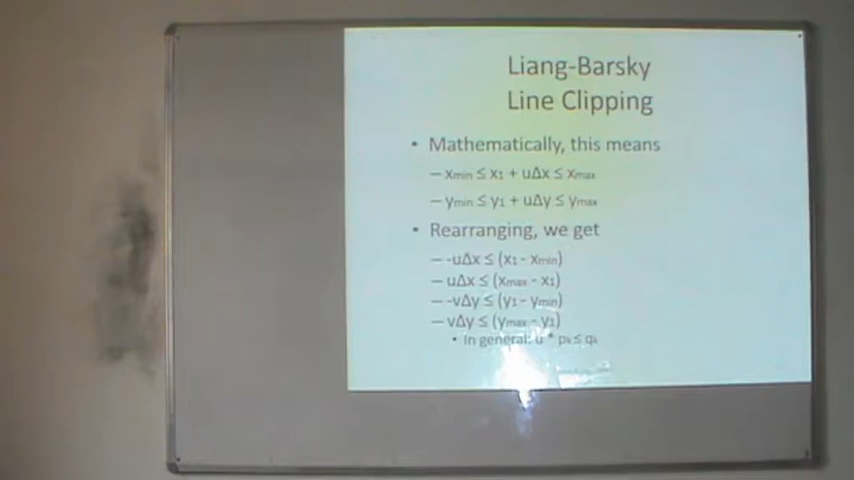 Liang-Barsky
Line Clipping
• Mathematically, this means
– xmin ≤ x1 + uΔx ≤ xmax
– ymin ≤ y1 + uΔy ≤ ymax
• Rearranging, we get
– -uΔx ≤ (x1 - xmin)
– uΔx ≤ (xmax - x1)
– -vΔy ≤ (y1 - ymin)
– vΔy ≤ (ymax - y1)
• In general: u * pk ≤ qk